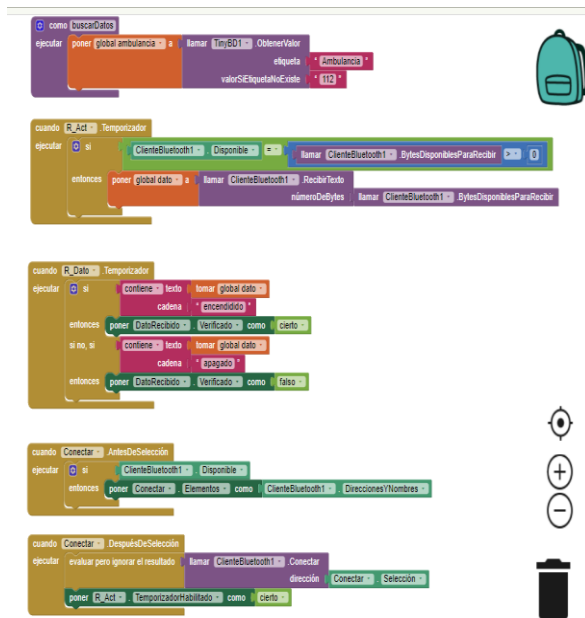 como buscarDatos
ejecutar poner global ambulancia a llamar TinyBD1 .ObtenerValor
etiqueta " Ambulancia "
valorSiEtiquetaNoExiste " 112 "
cuando R_Act .Temporizador
ejecutar si ClienteBluetooth1 . Disponible = llamar ClienteBluetooth1 .BytesDisponiblesParaRecibir > 0
entonces poner global dato a llamar ClienteBluetooth1 .RecibirTexto
númeroDeBytes llamar ClienteBluetooth1 .BytesDisponiblesParaRecibir
cuando R_Dato .Temporizador
ejecutar si contiene texto tomar global dato
cadena " encendidido "
entonces poner DatoRecibido . Verificado como cierto
si no, si contiene texto tomar global dato
cadena " apagado "
entonces poner DatoRecibido . Verificado como falso
cuando Conectar .AntesDeSelección
ejecutar si ClienteBluetooth1 . Disponible
entonces poner Conectar . Elementos como ClienteBluetooth1 . DireccionesYNombres
cuando Conectar .DespuésDeSelección
ejecutar evaluar pero ignorar el resultado llamar ClienteBluetooth1 .Conectar
dirección Conectar . Selección
poner R_Act . TemporizadorHabilitado como cierto